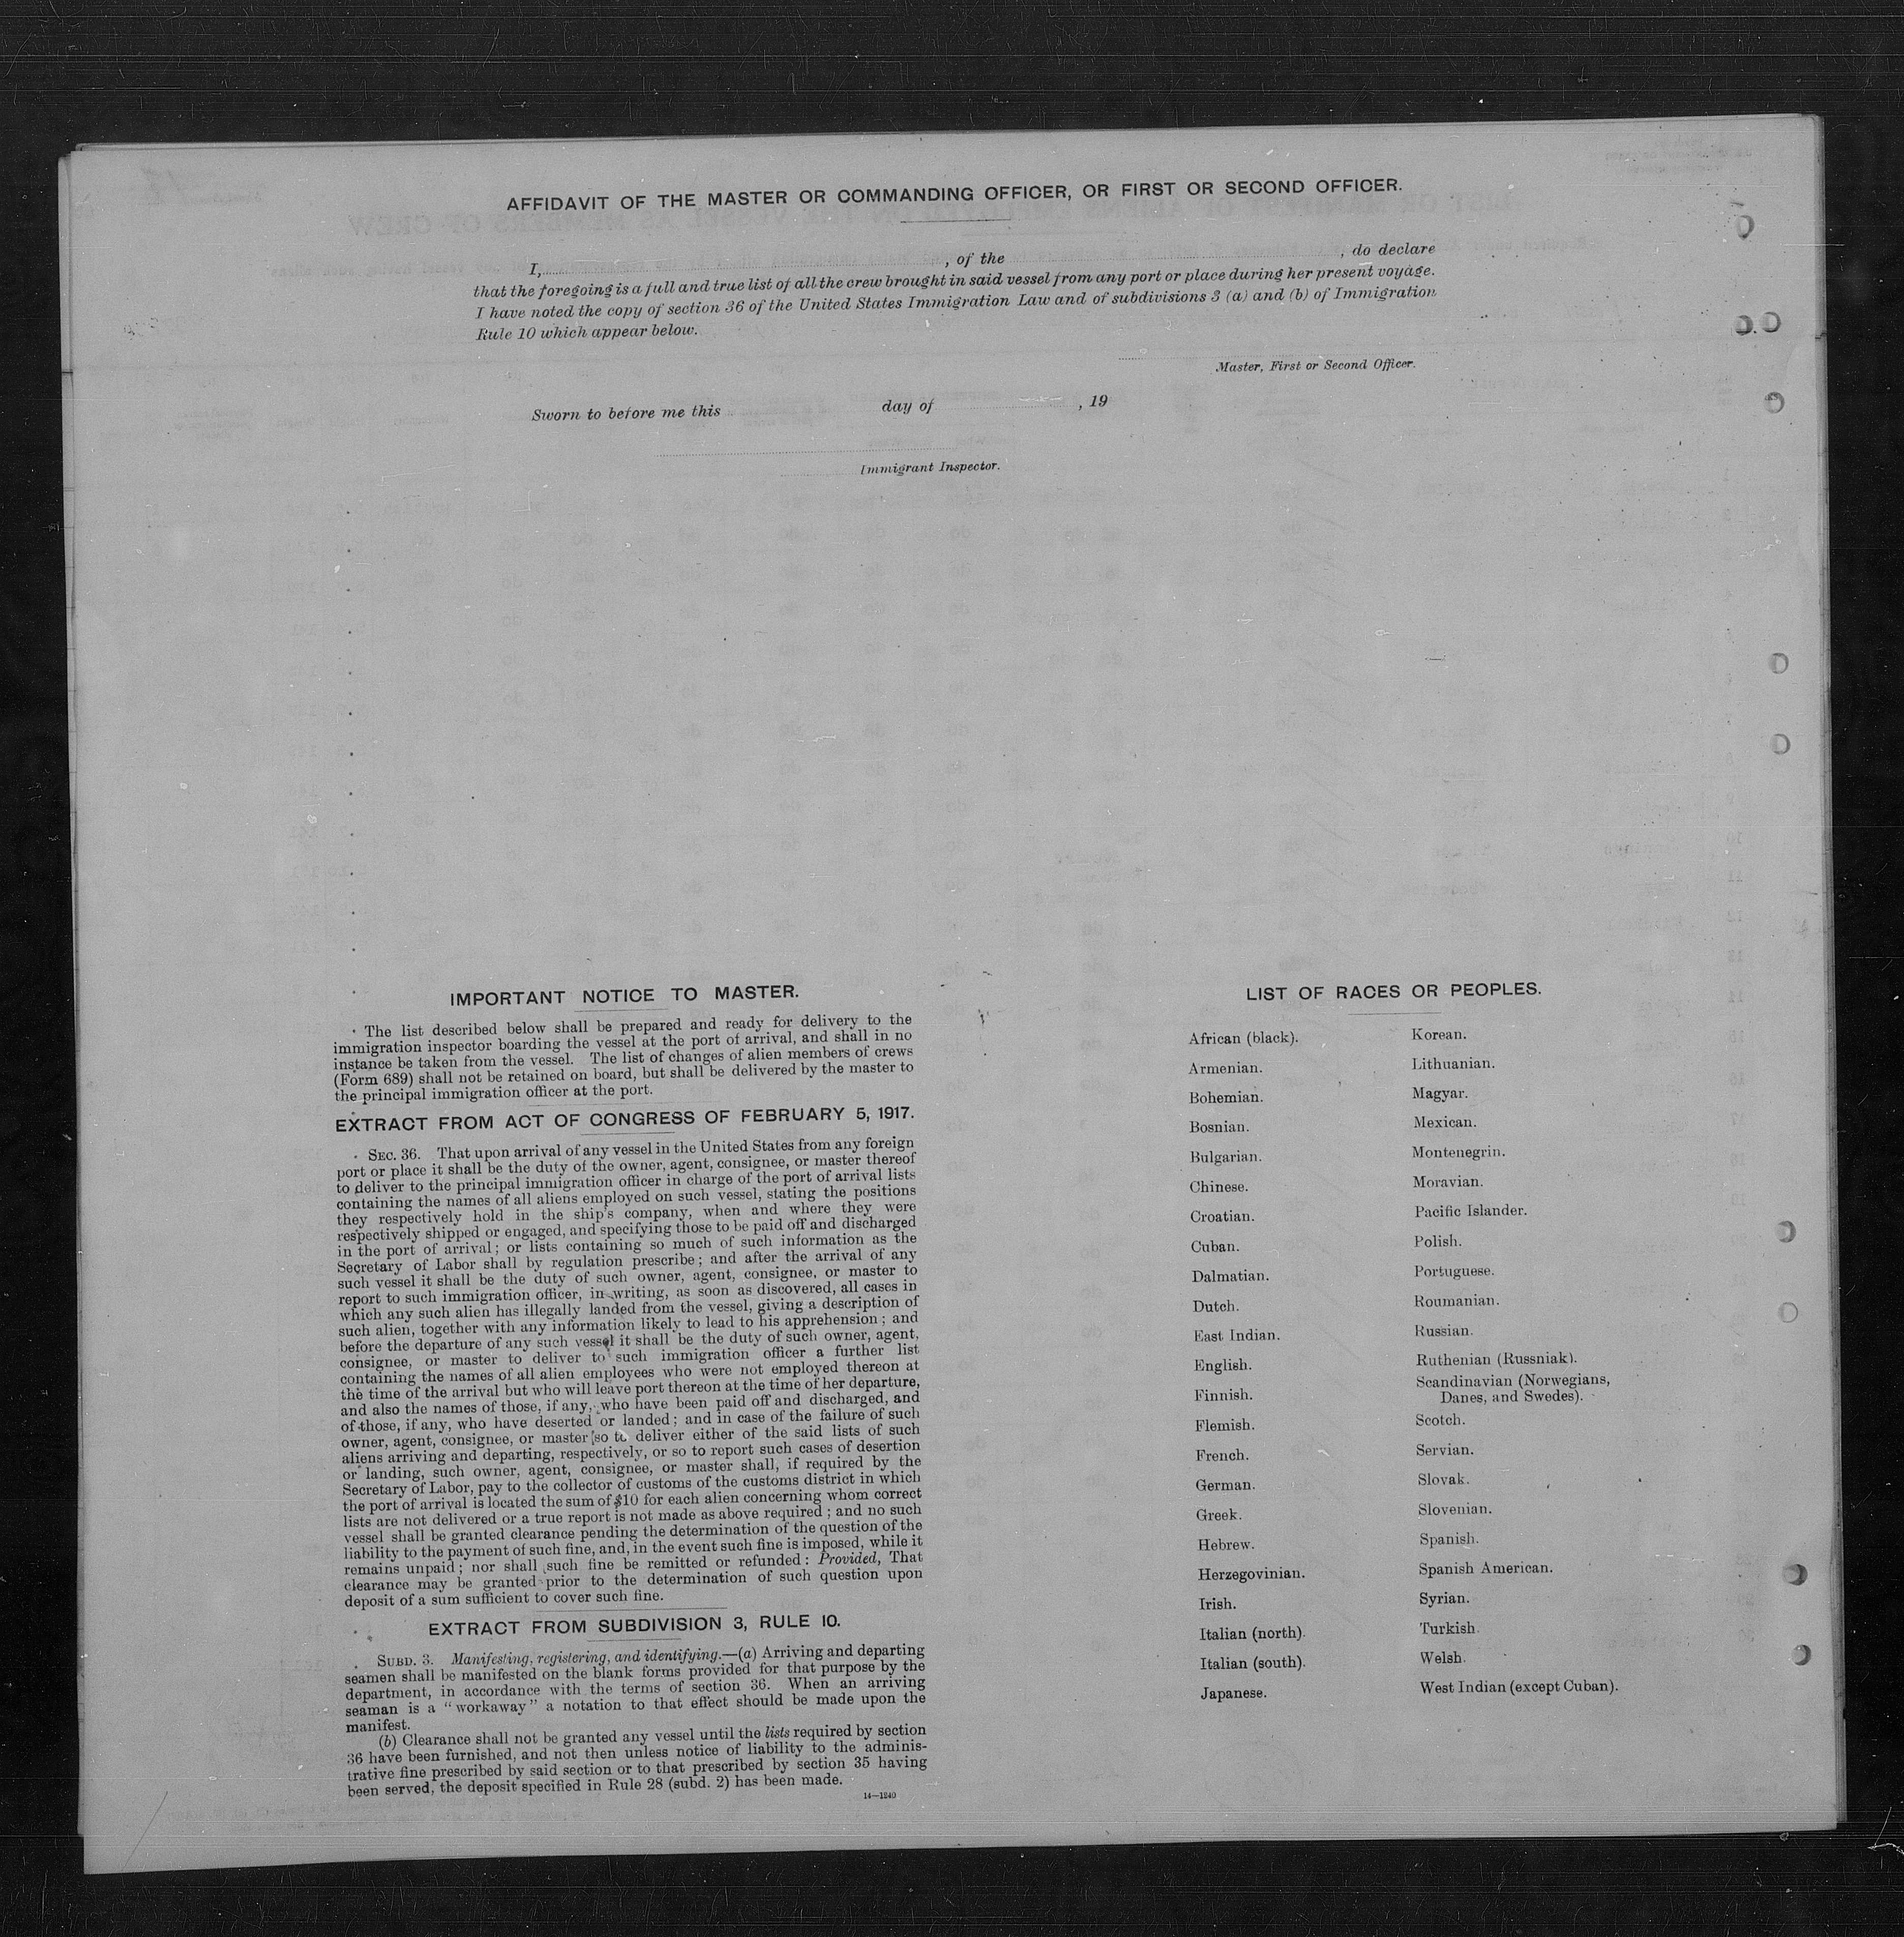 AFFIDAVIT OF THE MASTER OR COMMANDING OFFICER, OR FIRST OR SECOND OFFICER.
I, , of the , do declare
that the foregoing is a full and true list of all the crew brought in said vessel from any port or place during her present voyage.
I have noted the copy of section 36 of the United States Immigration Law and of subdivisions 3 (a) and (b) of Immigration
Rule 10 which appear below.
Master, First or Second Officer.
Sworn to before me this day of , 19
Immigrant Inspector.
IMPORTANT NOTICE TO MASTER.
The list described below shall be prepared and ready for delivery to the
immigration inspector boarding the vessel at the port of arrival, and shall in no
instance be taken from the vessel. The list of changes of alien members of crews
(Form 689) shall not be retained on board, but shall be delivered by the master to
the principal immigration officer at the port.
EXTRACT FROM ACT OF CONGRESS OF FEBRUARY 5, 1917.
SEC. 36. That upon arrival of any vessel in the United States from any foreign
port or place it shall be the duty of the owner, agent, consignee, or master thereof
to deliver to the principal immigration officer in charge of the port of arrival lists
containing the names of all aliens employed on such vessel, stating the positions
they respectively hold in the ship's company, when and where they were
respectively shipped or engaged, and specifying those to be paid off and discharged
in the port of arrival; or lists containing so much of such information as the
Secretary of Labor shall by regulation prescribe; and after the arrival of any
such vessel it shall be the duty of such owner, agent, consignee, or master to
report to such immigration officer, in writing, as soon as discovered, all cases in
which any such alien has illegally landed from the vessel, giving a description of
such alien, together with any information likely to lead to his apprehension; and
before the departure of any such vessel it shall be the duty of such owner, agent,
consignee, or master to deliver to such immigration officer a further list
containing the names of all alien employees who were not employed thereon at
the time of the arrival but who will leave port thereon at the time of her departure,
and also the names of those, if any, who have been paid off and discharged, and
of those, if any, who have deserted or landed; and in case of the failure of such
owner, agent, consignee, or master so to deliver either of the said lists of such
aliens arriving and departing, respectively, or so to report such cases of desertion
or landing, such owner, agent, consignee, or master shall, if required by the
Secretary of Labor, pay to the collector of customs of the customs district in which
the port of arrival is located the sum of $10 for each alien concerning whom correct
lists are not delivered or a true report is not made as above required; and no such
vessel shall be granted clearance pending the determination of the question of the
liability to the payment of such fine, and, in the event such fine is imposed, while it
remains unpaid; nor shall such fine be remitted or refunded: Provided, That
clearance may be granted prior to the determination of such question upon
deposit of a sum sufficient to cover such fine.
EXTRACT FROM SUBDIVISION 3, RULE 10.
SUBD. 3. Manifesting, registering, and identifying.—(a) Arriving and departing
seamen shall be manifested on the blank forms provided for that purpose by the
department, in accordance with the terms of section 36. When an arriving
seaman is a "workaway" a notation to that effect should be made upon the
manifest.
(b) Clearance shall not be granted any vessel until the lists required by section
36 have been furnished, and not then unless notice of liability to the adminis-
trative fine prescribed by said section or to that prescribed by section 35 having
been served, the deposit specified in Rule 28 (subd. 2) has been made.
14—1240
LIST OF RACES OR PEOPLES.
African (black).
Armenian.
Bohemian.
Bosnian.
Bulgarian.
Chinese.
Croatian.
Cuban.
Dalmatian.
Dutch.
East Indian.
English.
Finnish.
Flemish.
French.
German.
Greek.
Hebrew.
Herzegovinian.
Irish.
Italian (north).
Italian (south).
Japanese.
Korean.
Lithuanian.
Magyar.
Mexican.
Montenegrin.
Moravian.
Pacific Islander.
Polish.
Portuguese.
Roumanian.
Russian.
Ruthenian (Russniak).
Scandinavian (Norwegians,
Danes, and Swedes).
Scotch.
Servian.
Slovak.
Slovenian.
Spanish.
Spanish American.
Syrian.
Turkish.
Welsh.
West Indian (except Cuban).